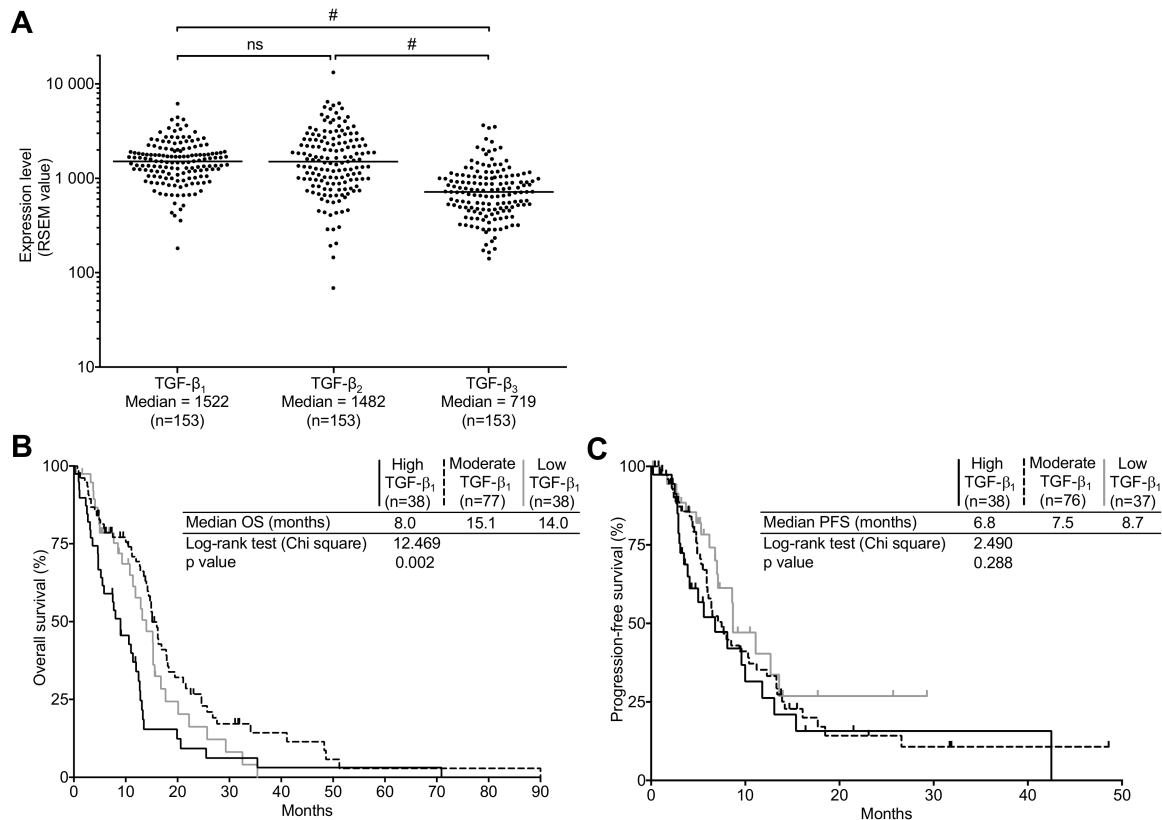 A
#
ns
#
Expression level
(RSEM value)
10 000
1 000
100
10
TGF-β₁
Median = 1522
(n=153)
TGF-β₂
Median = 1482
(n=153)
TGF-β₃
Median = 719
(n=153)
B
Overall survival (%)
100
75
50
25
0
0 10 20 30 40 50 60 70 80 90
Months
High TGF-β₁ (n=38)
Moderate TGF-β₁ (n=77)
Low TGF-β₁ (n=38)
Median OS (months) 8.0 15.1 14.0
Log-rank test (Chi square) 12.469
p value 0.002
C
Progression-free survival (%)
100
75
50
25
0
0 10 20 30 40 50
Months
High TGF-β₁ (n=38)
Moderate TGF-β₁ (n=76)
Low TGF-β₁ (n=37)
Median PFS (months) 6.8 7.5 8.7
Log-rank test (Chi square) 2.490
p value 0.288